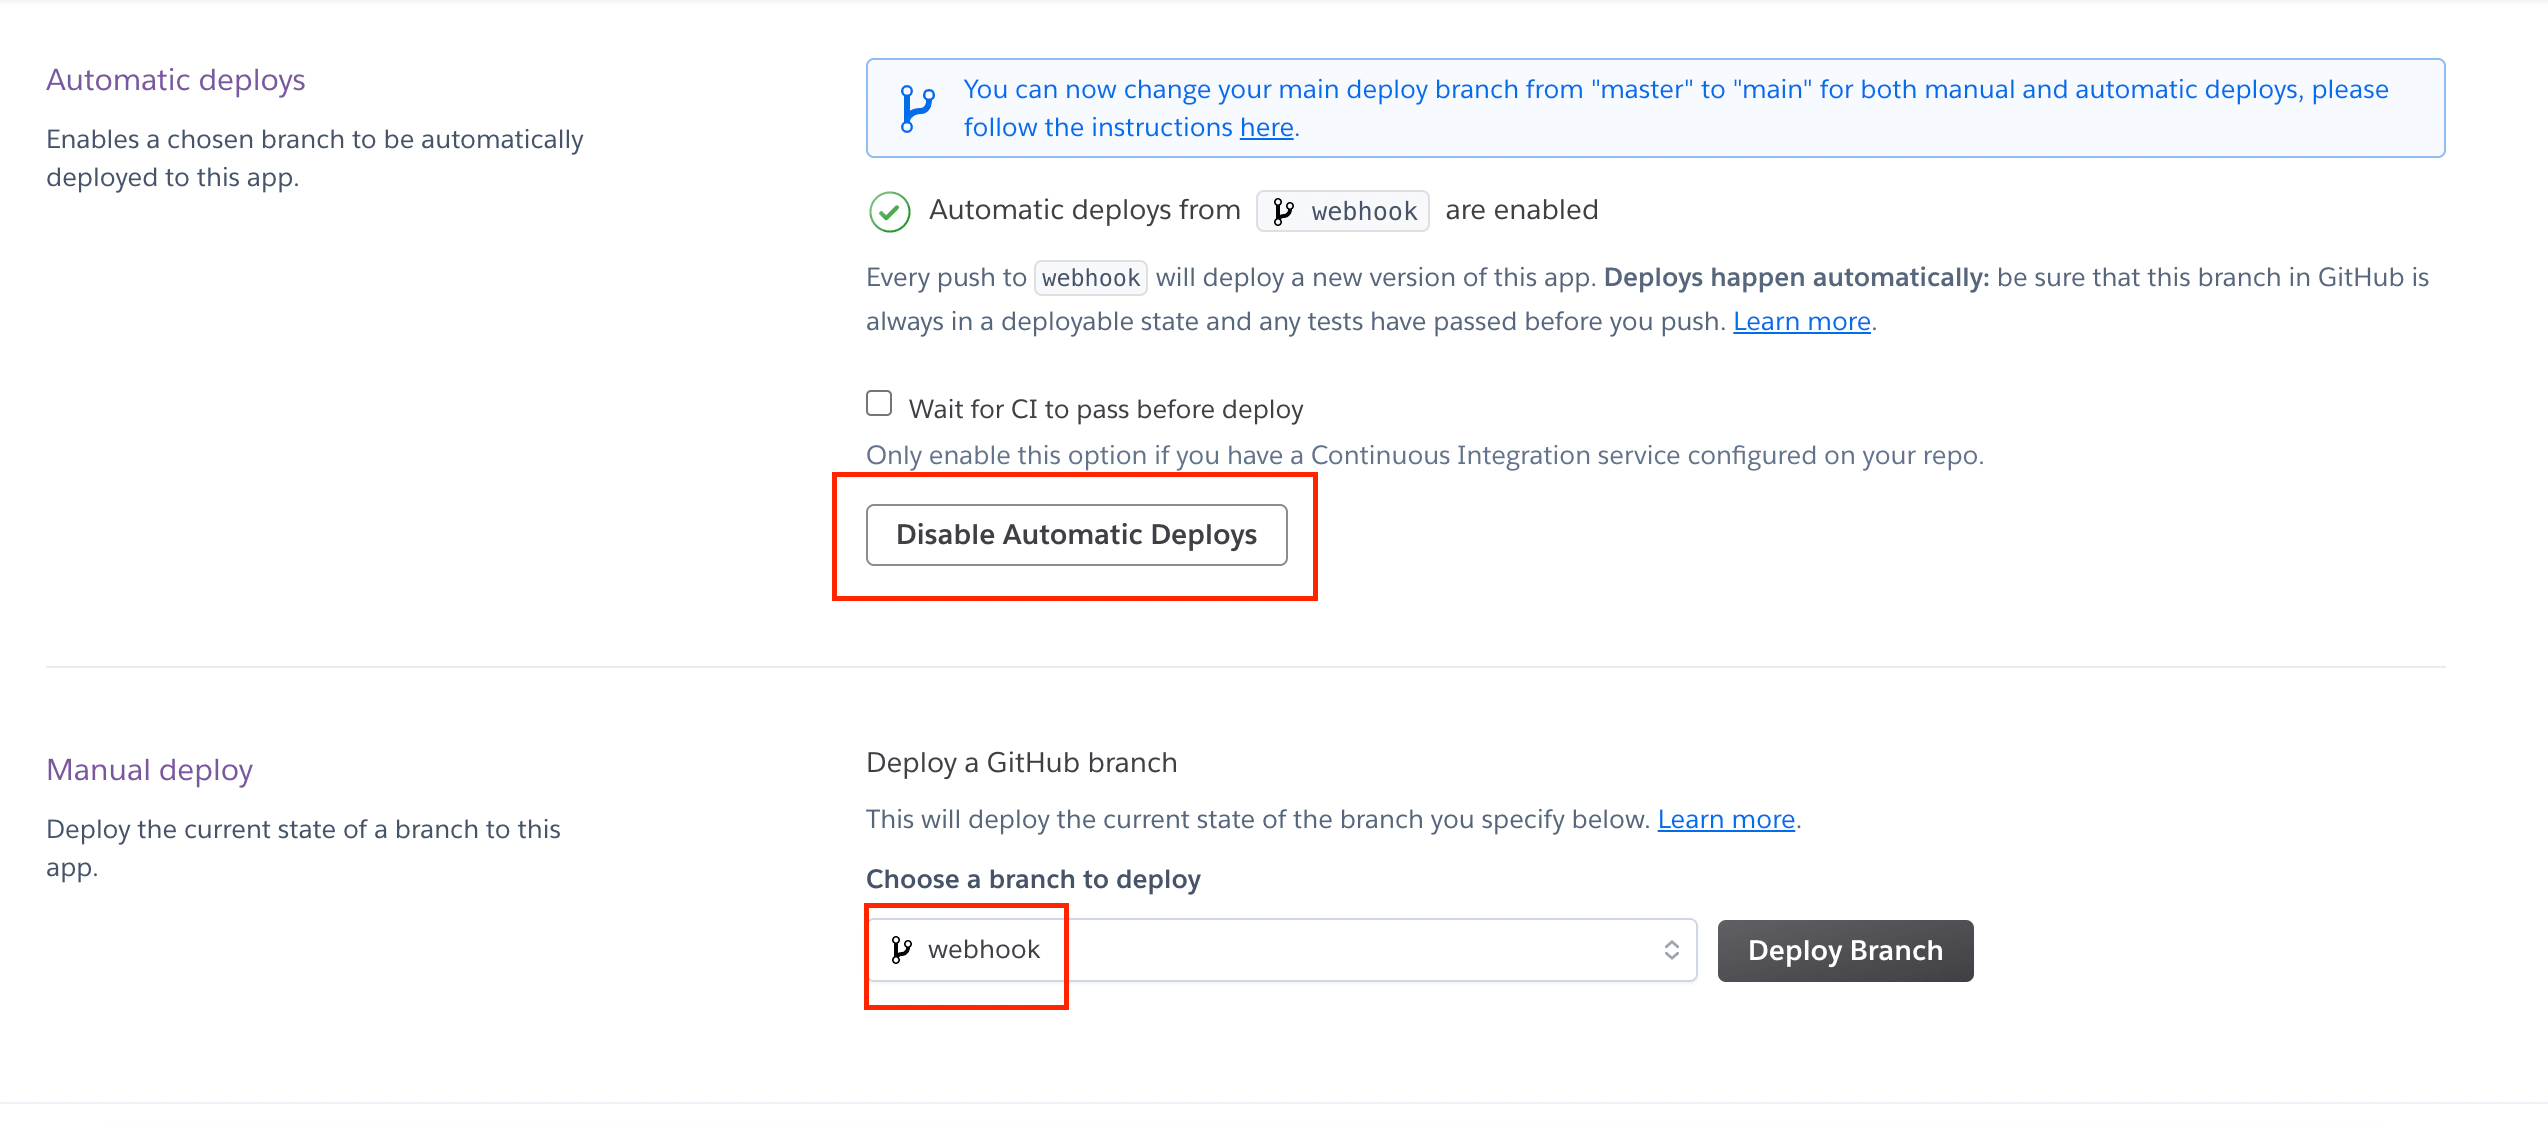 Automatic deploys
Enables a chosen branch to be automatically
deployed to this app.
You can now change your main deploy branch from "master" to "main" for both manual and automatic deploys, please
follow the instructions here.
Automatic deploys from webhook are enabled
Every push to webhook will deploy a new version of this app. Deploys happen automatically: be sure that this branch in GitHub is
always in a deployable state and any tests have passed before you push. Learn more.
Wait for CI to pass before deploy
Only enable this option if you have a Continuous Integration service configured on your repo.
Disable Automatic Deploys
Manual deploy
Deploy the current state of a branch to this
app.
Deploy a GitHub branch
This will deploy the current state of the branch you specify below. Learn more.
Choose a branch to deploy
webhook
Deploy Branch